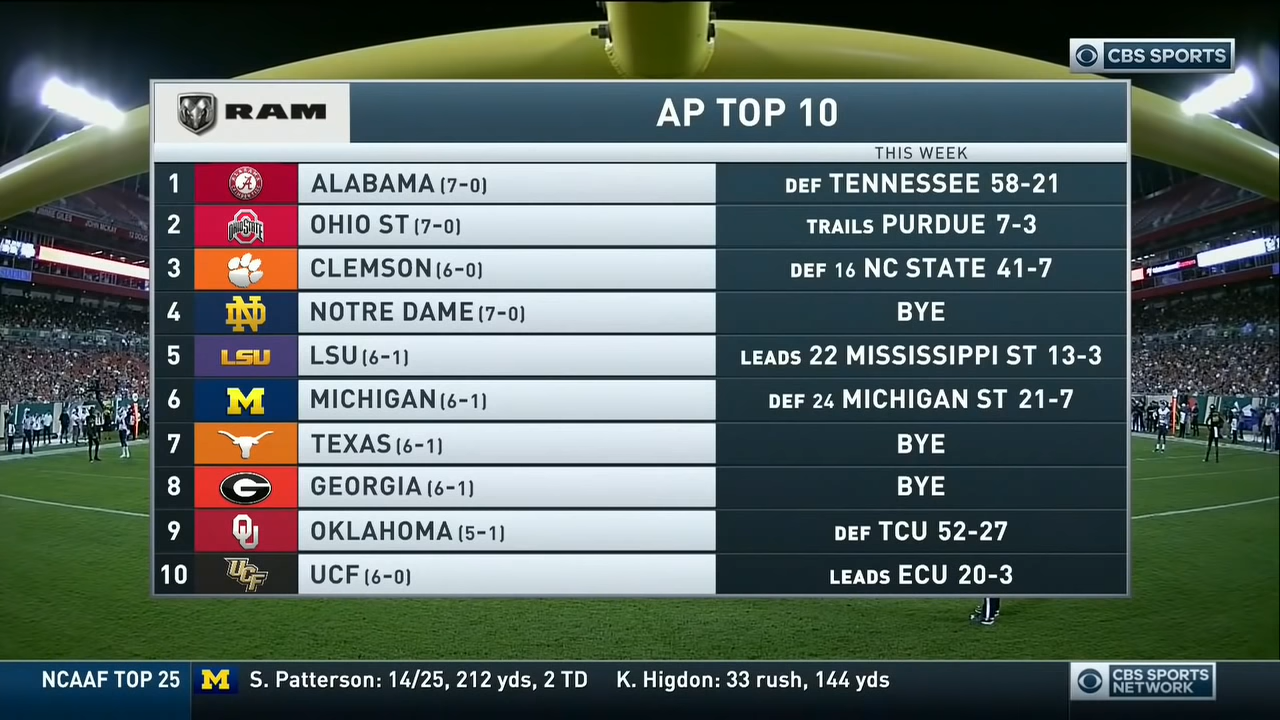 CBS SPORTS
RAM
AP TOP 10
THIS WEEK
1 ALABAMA (7-0) DEF TENNESSEE 58-21
2 OHIO STATE OHIO ST (7-0) TRAILS PURDUE 7-3
3 CLEMSON (6-0) DEF 16 NC STATE 41-7
4 ND NOTRE DAME (7-0) BYE
5 LSU LSU (6-1) LEADS 22 MISSISSIPPI ST 13-3
6 M MICHIGAN (6-1) DEF 24 MICHIGAN ST 21-7
7 TEXAS (6-1) BYE
8 G GEORGIA (6-1) BYE
9 OU OKLAHOMA (5-1) DEF TCU 52-27
10 UCF UCF (6-0) LEADS ECU 20-3
NCAAF TOP 25 M S. Patterson: 14/25, 212 yds, 2 TD K. Higdon: 33 rush, 144 yds
CBS SPORTS NETWORK